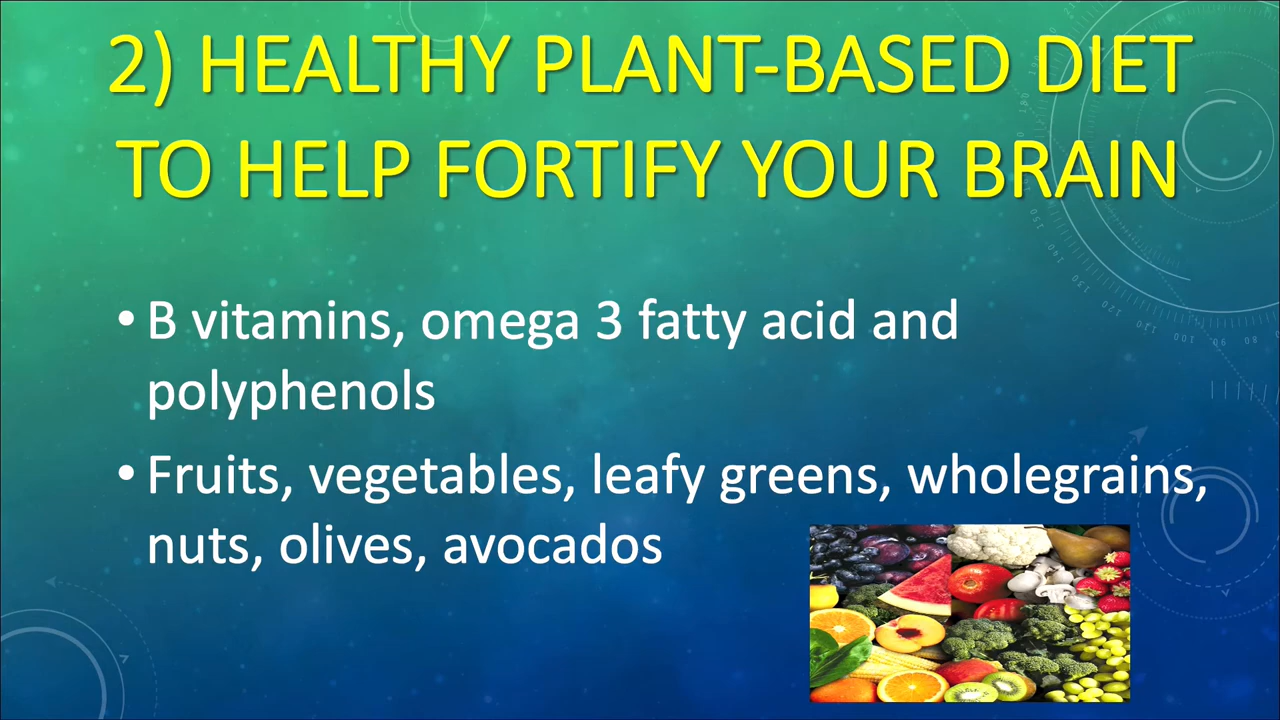 2) HEALTHY PLANT-BASED DIET
TO HELP FORTIFY YOUR BRAIN
• B vitamins, omega 3 fatty acid and
polyphenols
• Fruits, vegetables, leafy greens, wholegrains,
nuts, olives, avocados